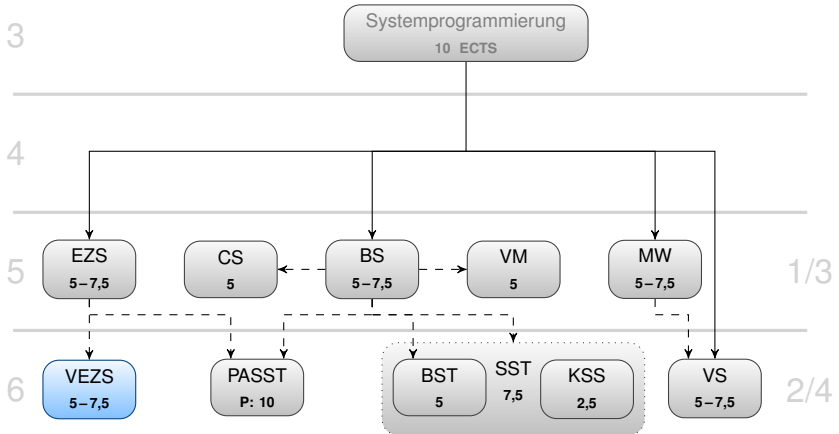 3
Systemprogrammierung
10 ECTS
4
5
EZS
5–7,5
CS
5
BS
5–7,5
VM
5
MW
5–7,5
1/3
6
VEZS
5–7,5
PASST
P: 10
BST
5
SST
7,5
KSS
2,5
VS
5–7,5
2/4